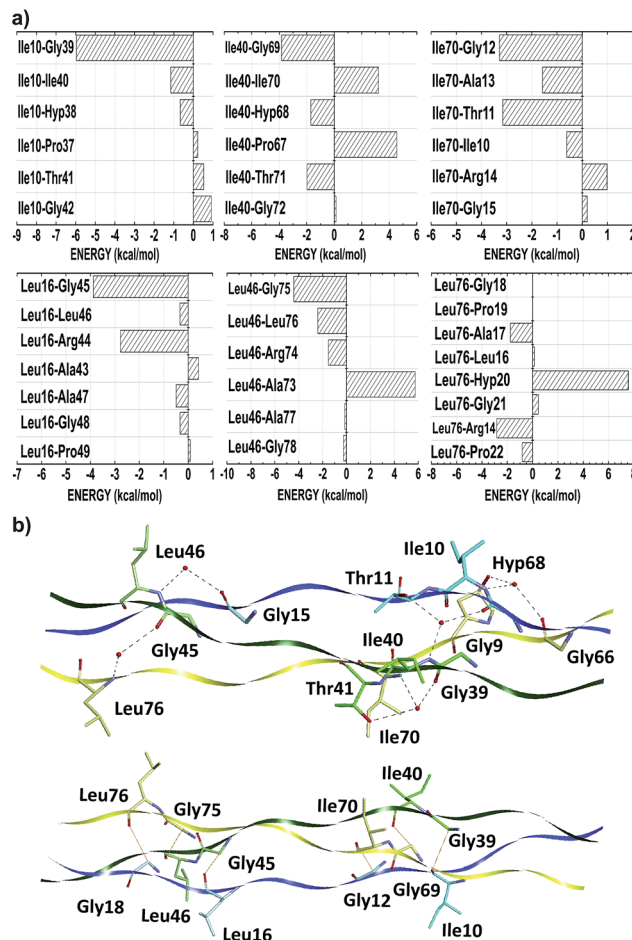 a)
Ile10-Gly39
Ile10-Ile40
Ile10-Hyp38
Ile10-Pro37
Ile10-Thr41
Ile10-Gly42
-9 -8 -7 -6 -5 -4 -3 -2 -1 0 1
ENERGY (kcal/mol)
Ile40-Gly69
Ile40-Ile70
Ile40-Hyp68
Ile40-Pro67
Ile40-Thr71
Ile40-Gly72
-8 -6 -4 -2 0 2 4 6
ENERGY (kcal/mol)
Ile70-Gly12
Ile70-Ala13
Ile70-Thr11
Ile70-Ile10
Ile70-Arg14
Ile70-Gly15
-6 -5 -4 -3 -2 -1 0 1 2
ENERGY (kcal/mol)
Leu16-Gly45
Leu16-Leu46
Leu16-Arg44
Leu16-Ala43
Leu16-Ala47
Leu16-Gly48
Leu16-Pro49
-7 -6 -5 -4 -3 -2 -1 0 1
ENERGY (kcal/mol)
Leu46-Gly75
Leu46-Leu76
Leu46-Arg74
Leu46-Ala73
Leu46-Ala77
Leu46-Gly78
-10 -8 -6 -4 -2 0 2 4 6
ENERGY (kcal/mol)
Leu76-Gly18
Leu76-Pro19
Leu76-Ala17
Leu76-Leu16
Leu76-Hyp20
Leu76-Gly21
Leu76-Arg14
Leu76-Pro22
-8 -6 -4 -2 0 2 4 6 8
ENERGY (kcal/mol)
b)
Leu46
Ile10
Hyp68
Thr11
Gly15
Ile40
Gly9
Gly45
Gly66
Thr41
Gly39
Leu76
Ile70
Leu76
Gly75
Ile40
Ile70
Gly39
Gly45
Gly18
Leu46
Gly12
Gly69
Leu16
Ile10